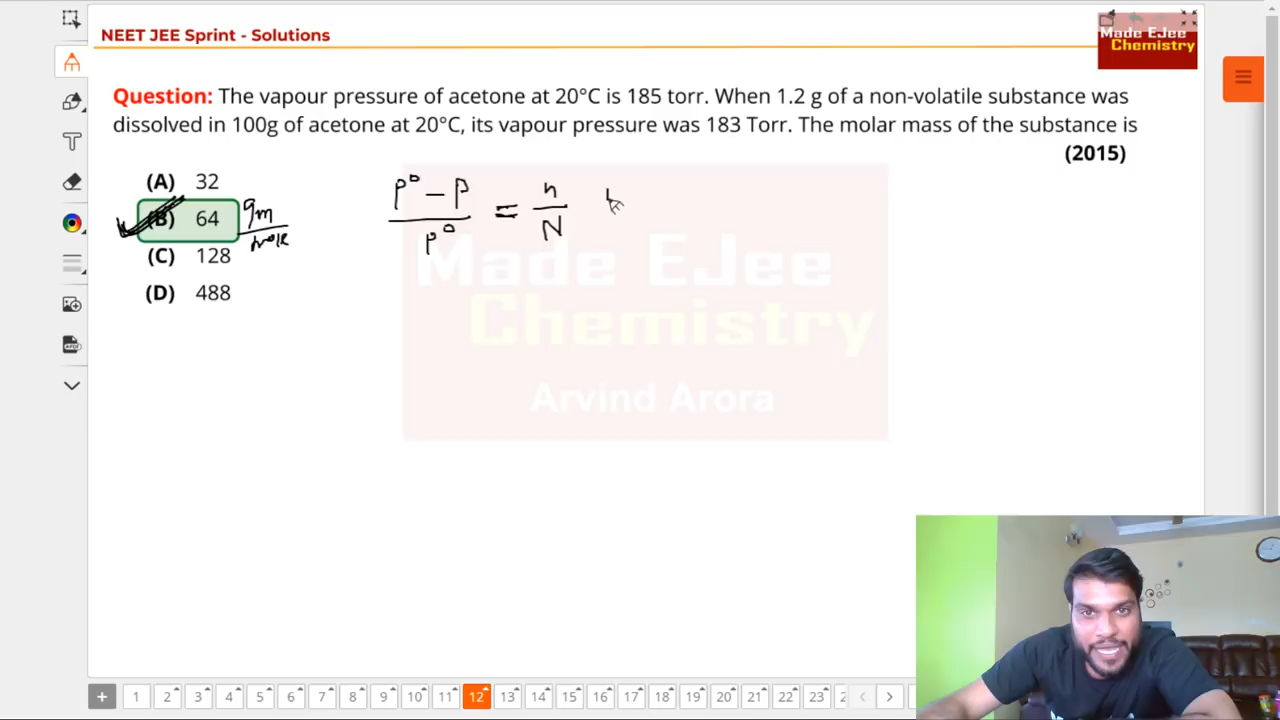 NEET JEE Sprint - Solutions
Made EJee
Chemistry
Question: The vapour pressure of acetone at 20°C is 185 torr. When 1.2 g of a non-volatile substance was
dissolved in 100g of acetone at 20°C, its vapour pressure was 183 Torr. The molar mass of the substance is
(2015)
(A) 32
(B) 64 gm/mole
(C) 128
(D) 488
P° - P / P° = n / N
Made EJee
Chemistry
Arvind Arora
+ 1 2 3 4 5 6 7 8 9 10 11 12 13 14 15 16 17 18 19 20 21 22 23 2